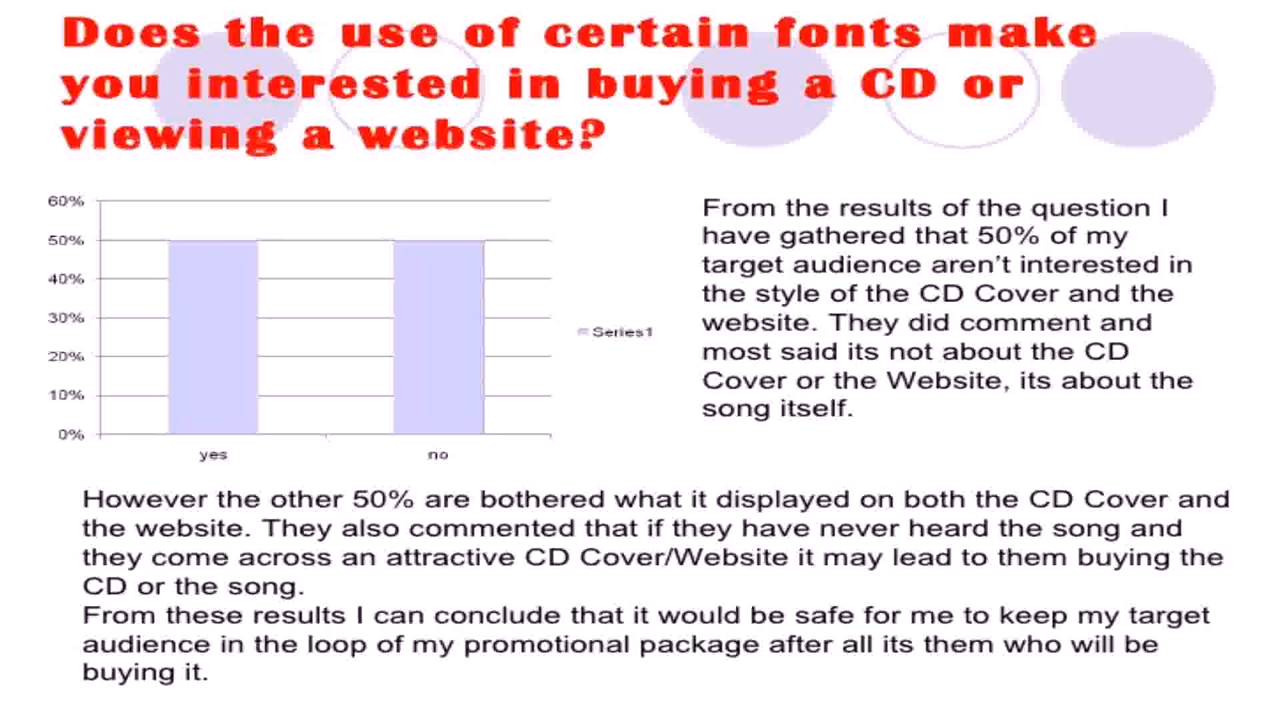 Does the use of certain fonts make
you interested in buying a CD or
viewing a website?
60%
50%
40%
30%
20%
10%
0%
yes
no
Series1
From the results of the question I
have gathered that 50% of my
target audience aren't interested in
the style of the CD Cover and the
website. They did comment and
most said its not about the CD
Cover or the Website, its about the
song itself.
However the other 50% are bothered what it displayed on both the CD Cover and
the website. They also commented that if they have never heard the song and
they come across an attractive CD Cover/Website it may lead to them buying the
CD or the song.
From these results I can conclude that it would be safe for me to keep my target
audience in the loop of my promotional package after all its them who will be
buying it.